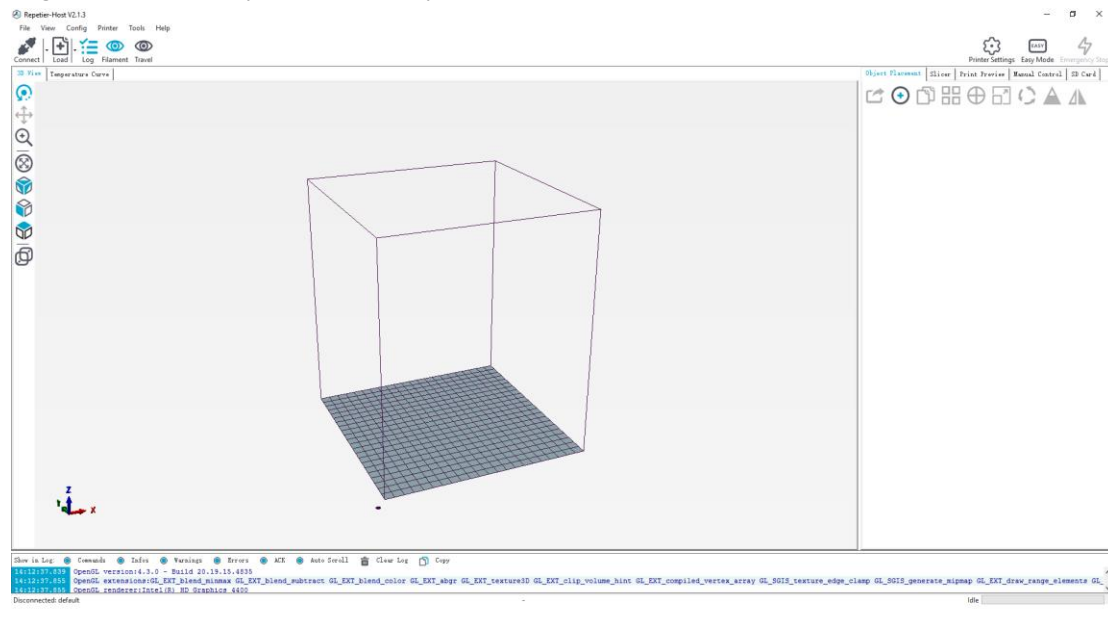 Repetier-Host V2.1.3
File View Config Printer Tools Help
Connect Load Log Filament Travel
Printer Settings Easy Mode Emergency Stop
EASY
3D View Temperature Curve
Object Placement Slicer Print Preview Manual Control SD Card
Z
Y
X
Show in Log: Commands Infos Warnings Errors ACK Auto Scroll Clear Log Copy
14:12:37.839 OpenGL version:4.3.0 - Build 20.19.15.4835
14:12:37.855 OpenGL extensions:GL_EXT_blend_minmax GL_EXT_blend_subtract GL_EXT_blend_color GL_EXT_abgr GL_EXT_texture3D GL_EXT_clip_volume_hint GL_EXT_compiled_vertex_array GL_SGIS_texture_edge_clamp GL_SGIS_generate_mipmap GL_EXT_draw_range_elements GL_
14:12:37.855 OpenGL renderer:Intel(R) HD Graphics 4400
Disconnected: default - Idle